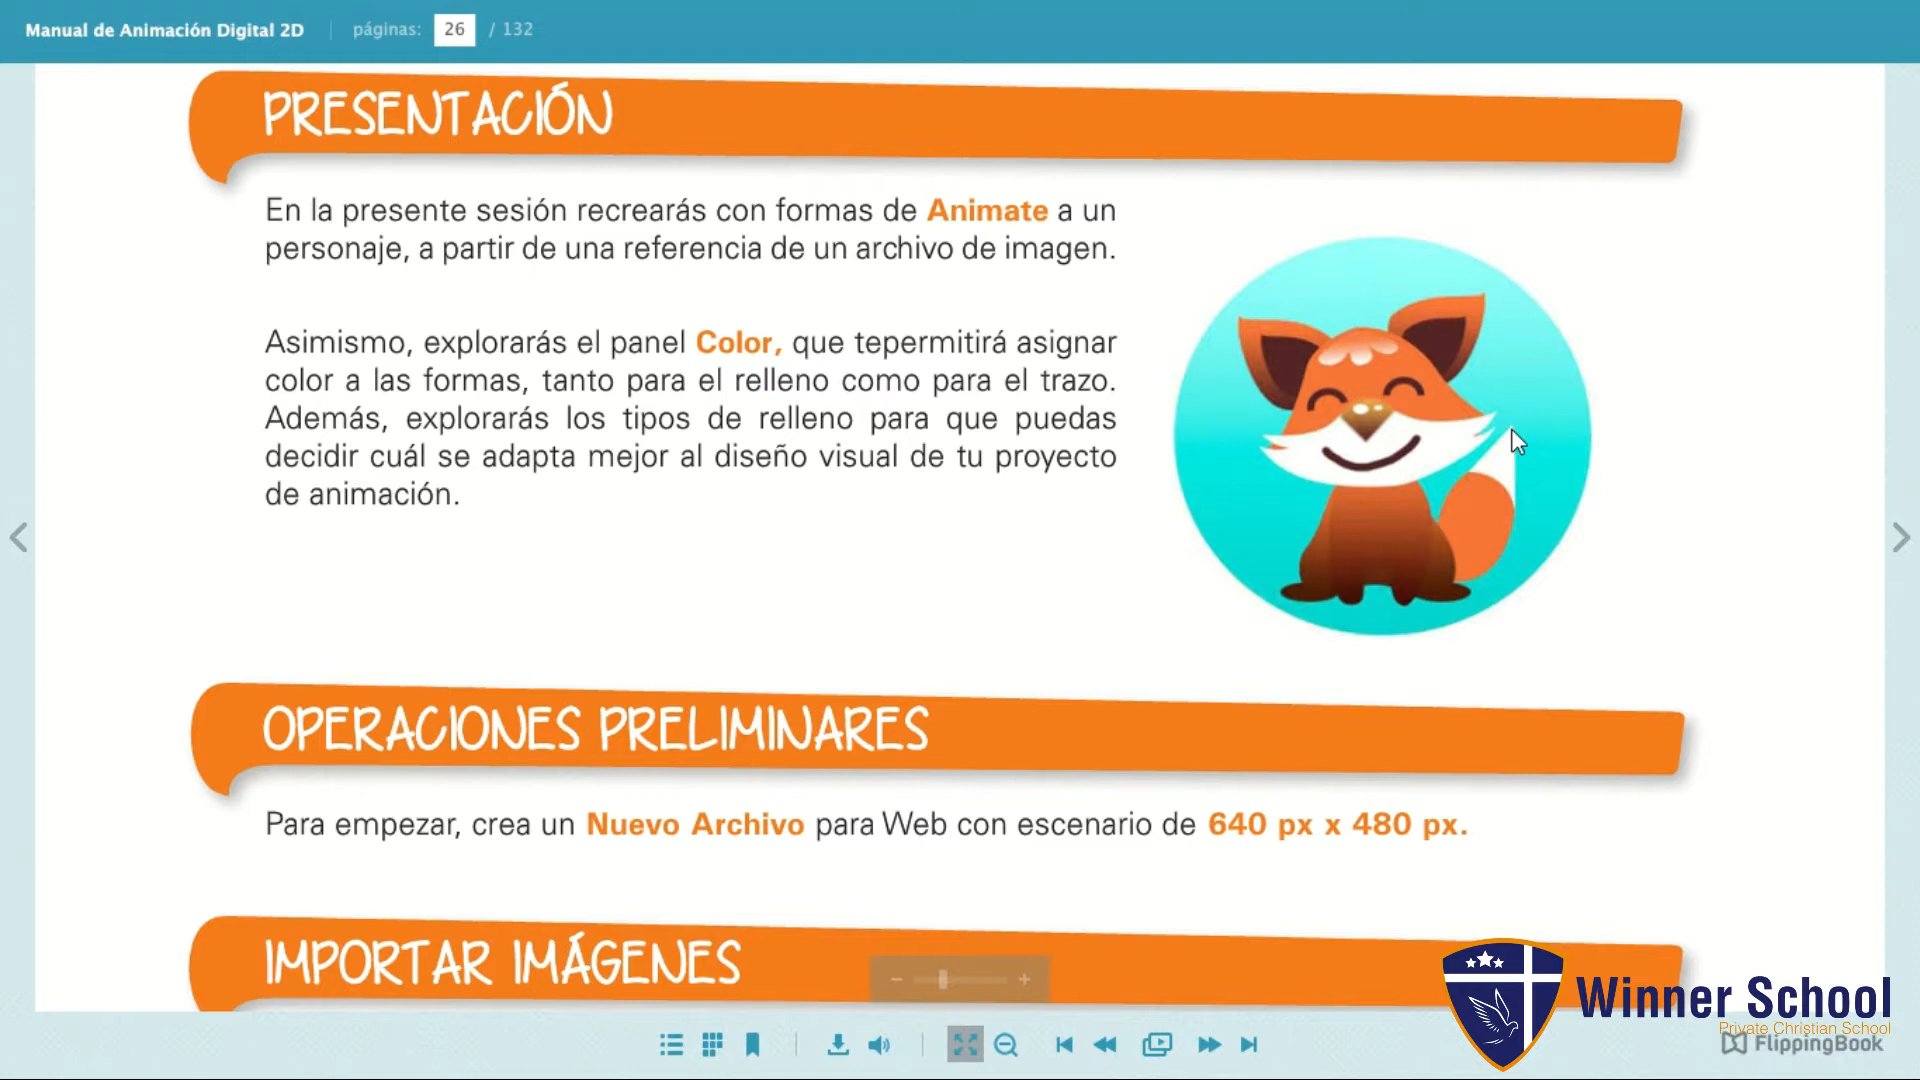 Manual de Animación Digital 2D
páginas: 26 / 132
PRESENTACIÓN
En la presente sesión recrearás con formas de Animate a un
personaje, a partir de una referencia de un archivo de imagen.
Asimismo, explorarás el panel Color, que tepermitirá asignar
color a las formas, tanto para el relleno como para el trazo.
Además, explorarás los tipos de relleno para que puedas
decidir cuál se adapta mejor al diseño visual de tu proyecto
de animación.
OPERACIONES PRELIMINARES
Para empezar, crea un Nuevo Archivo para Web con escenario de 640 px x 480 px.
IMPORTAR IMÁGENES
Winner School
Private Christian School
FlippingBook